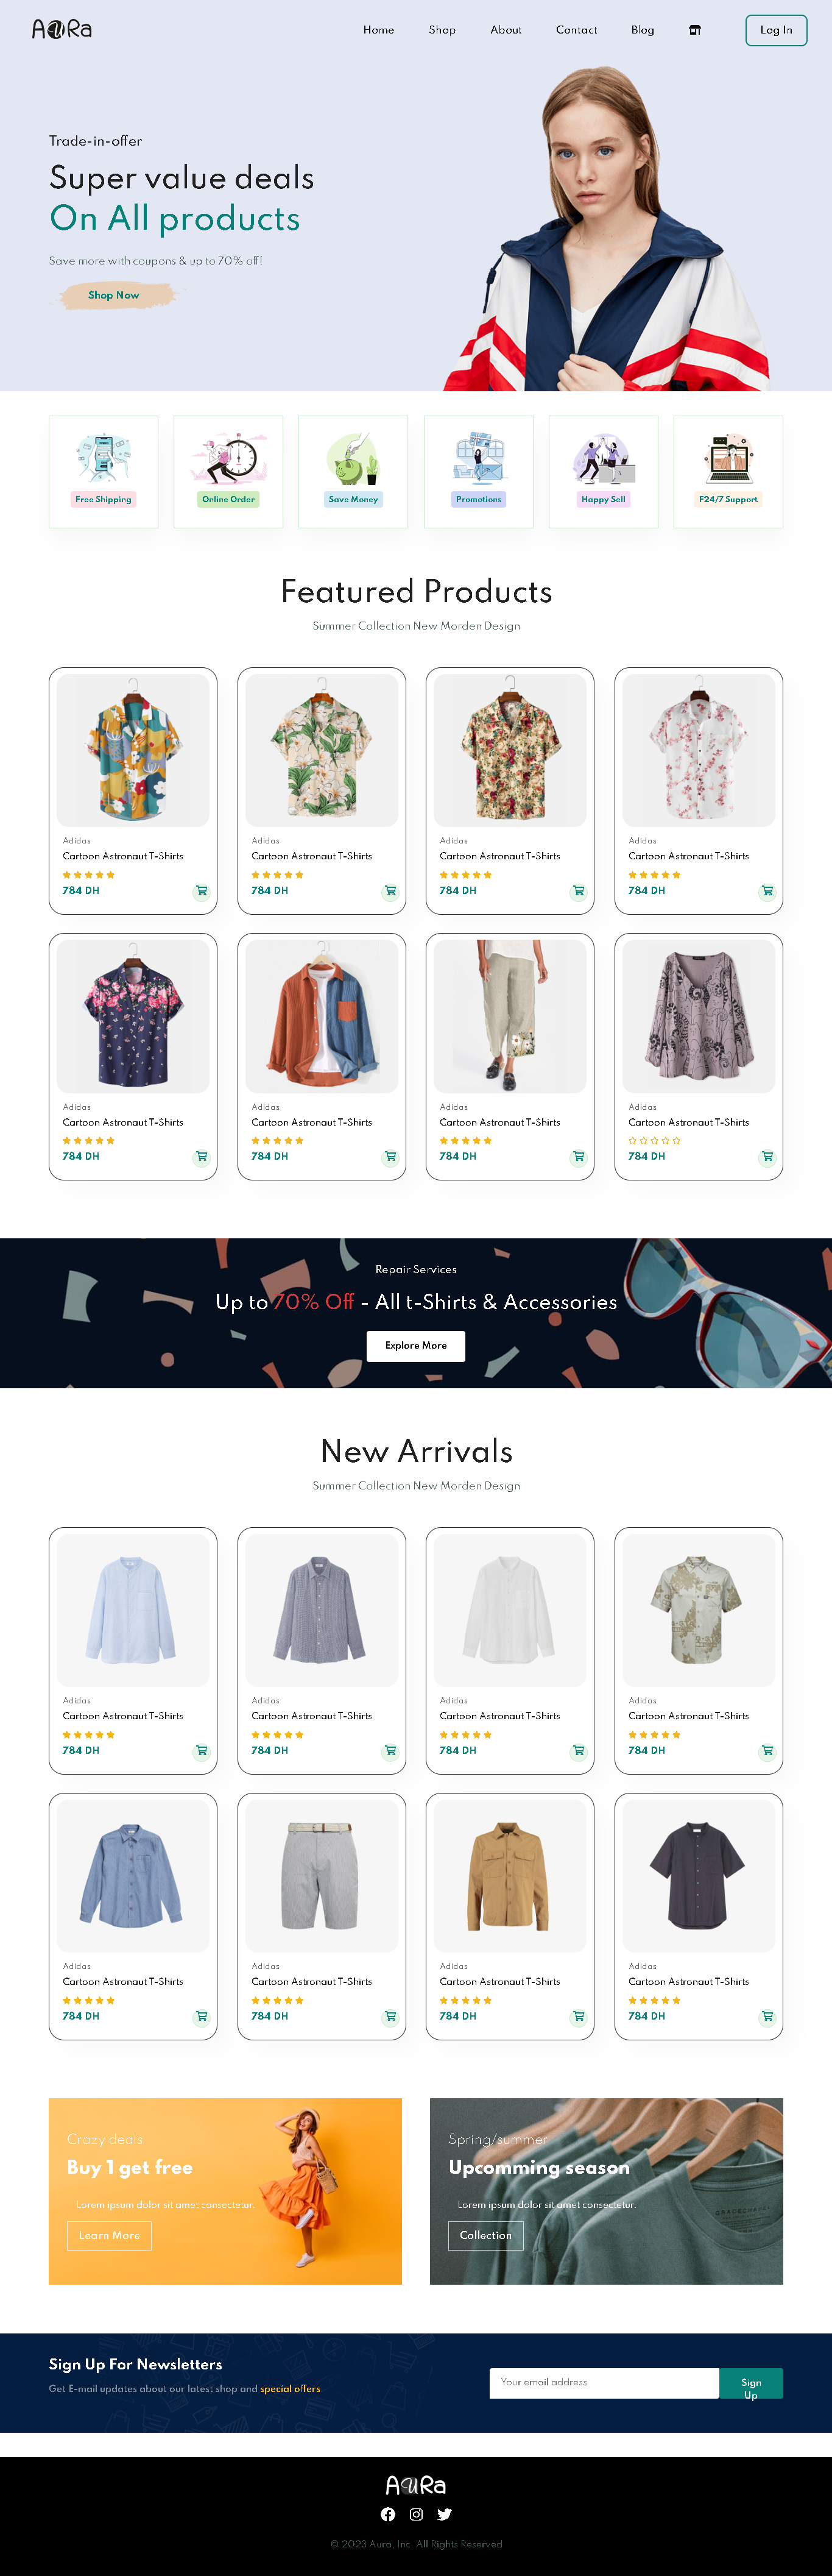 AuRa
Home Shop About Contact Blog Log In
Trade-in-offer
Super value deals
On All products
Save more with coupons & up to 70% off!
Shop Now
Free Shipping Online Order Save Money Promotions Happy Sell F24/7 Support
Featured Products
Summer Collection New Morden Design
Adidas Adidas Adidas Adidas
Cartoon Astronaut T-Shirts Cartoon Astronaut T-Shirts Cartoon Astronaut T-Shirts Cartoon Astronaut T-Shirts
784 DH 784 DH 784 DH 784 DH
Adidas Adidas Adidas Adidas
Cartoon Astronaut T-Shirts Cartoon Astronaut T-Shirts Cartoon Astronaut T-Shirts Cartoon Astronaut T-Shirts
784 DH 784 DH 784 DH 784 DH
Repair Services
Up to 70% Off - All t-Shirts & Accessories
Explore More
New Arrivals
Summer Collection New Morden Design
Adidas Adidas Adidas Adidas
Cartoon Astronaut T-Shirts Cartoon Astronaut T-Shirts Cartoon Astronaut T-Shirts Cartoon Astronaut T-Shirts
784 DH 784 DH 784 DH 784 DH
Adidas Adidas Adidas Adidas
Cartoon Astronaut T-Shirts Cartoon Astronaut T-Shirts Cartoon Astronaut T-Shirts Cartoon Astronaut T-Shirts
784 DH 784 DH 784 DH 784 DH
Crazy deals
Buy 1 get free
Lorem ipsum dolor sit amet consectetur.
Learn More
Spring/summer
Upcomming season
Lorem ipsum dolor sit amet consectetur.
Collection
Sign Up For Newsletters
Get E-mail updates about our latest shop and special offers
Your email address
Sign
Up
AuRa
© 2023 Aura, Inc. All Rights Reserved